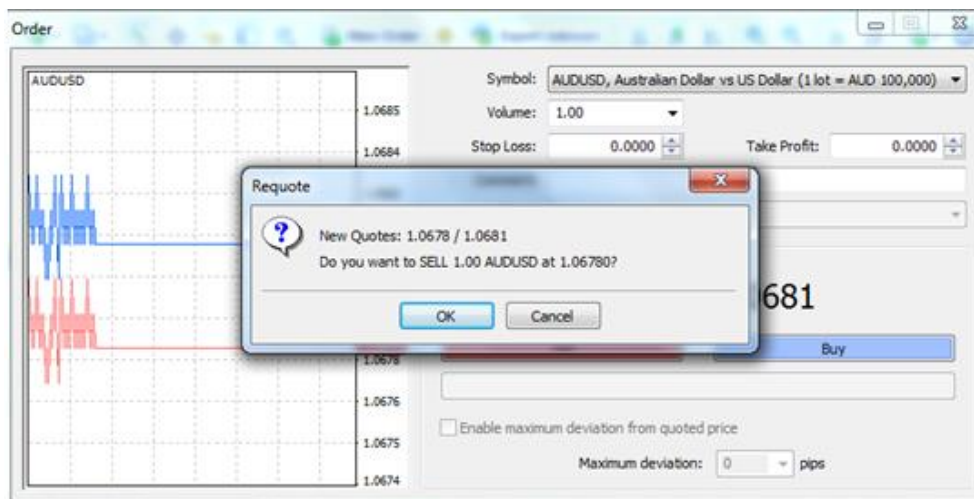 Order
AUDUSD
1.0685
1.0684
1.0678
1.0676
1.0675
1.0674
Symbol: AUDUSD, Australian Dollar vs US Dollar (1 lot = AUD 100,000)
Volume: 1.00
Stop Loss: 0.0000 Take Profit: 0.0000
Requote
New Quotes: 1.0678 / 1.0681
Do you want to SELL 1.00 AUDUSD at 1.06780?
OK Cancel
681
Buy
Enable maximum deviation from quoted price
Maximum deviation: 0 pips